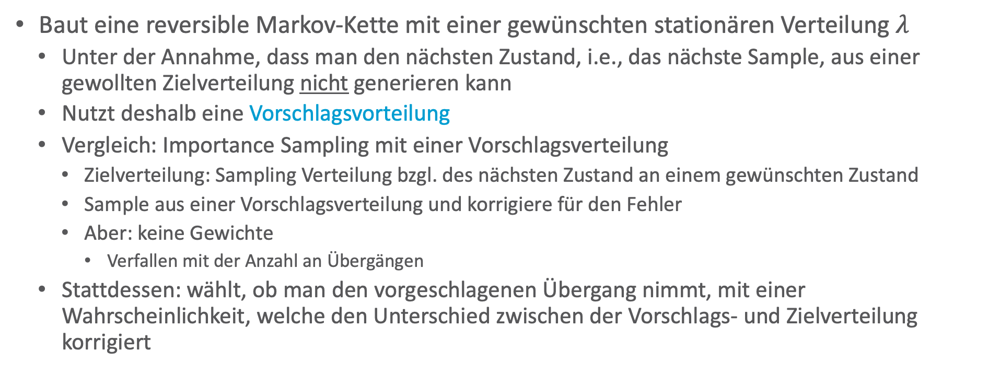 • Baut eine reversible Markov-Kette mit einer gewünschten stationären Verteilung λ
• Unter der Annahme, dass man den nächsten Zustand, i.e., das nächste Sample, aus einer
gewollten Zielverteilung nicht generieren kann
• Nutzt deshalb eine Vorschlagsvorteilung
• Vergleich: Importance Sampling mit einer Vorschlagsverteilung
• Zielverteilung: Sampling Verteilung bzgl. des nächsten Zustand an einem gewünschten Zustand
• Sample aus einer Vorschlagsverteilung und korrigiere für den Fehler
• Aber: keine Gewichte
• Verfallen mit der Anzahl an Übergängen
• Stattdessen: wählt, ob man den vorgeschlagenen Übergang nimmt, mit einer
Wahrscheinlichkeit, welche den Unterschied zwischen der Vorschlags- und Zielverteilung
korrigiert